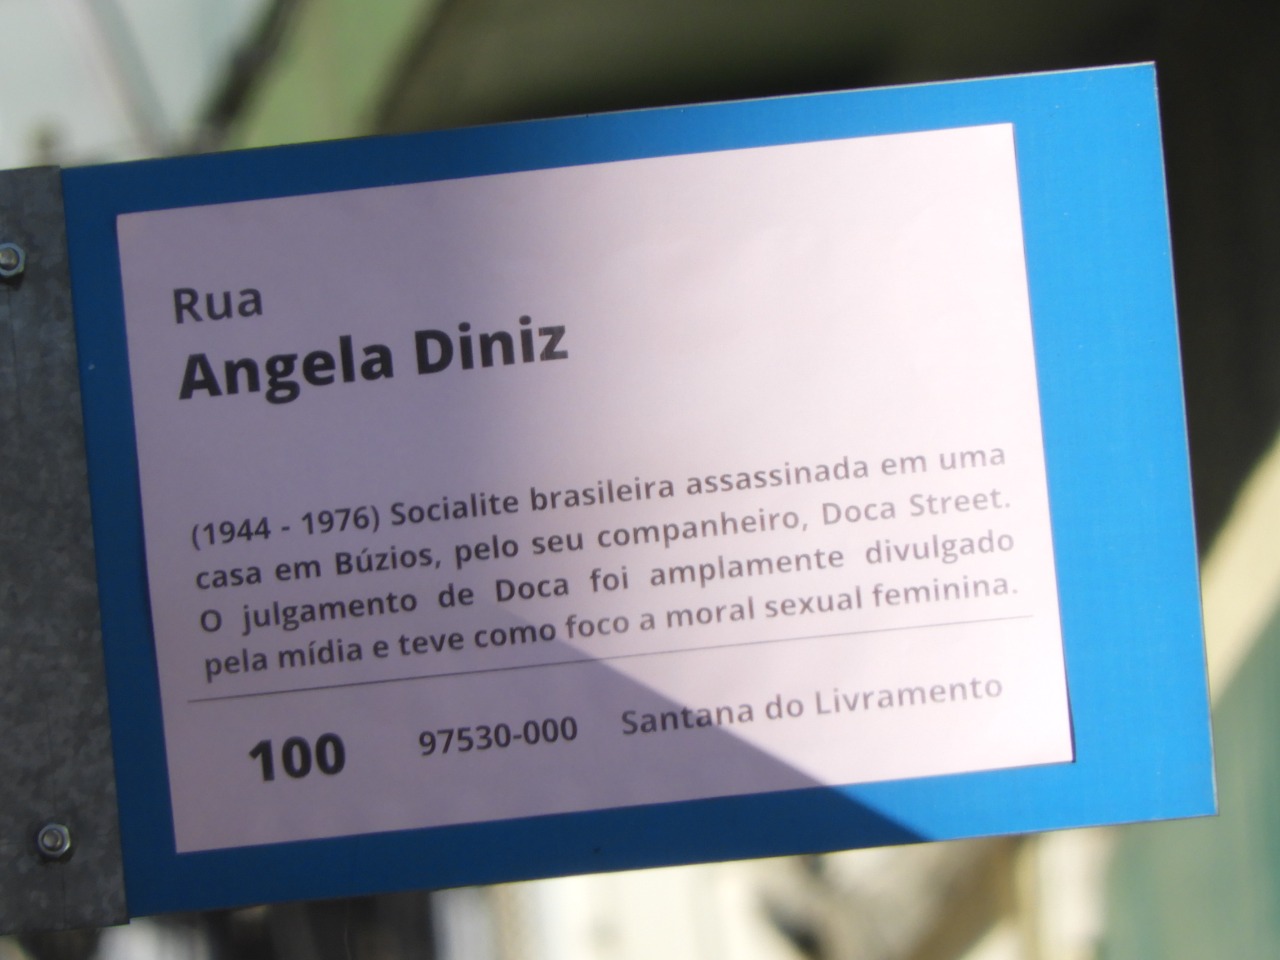 Rua
Angela Diniz
(1944 - 1976) Socialite brasileira assassinada em uma
casa em Búzios, pelo seu companheiro, Doca Street.
O julgamento de Doca foi amplamente divulgado
pela mídia e teve como foco a moral sexual feminina.
100 97530-000 Santana do Livramento